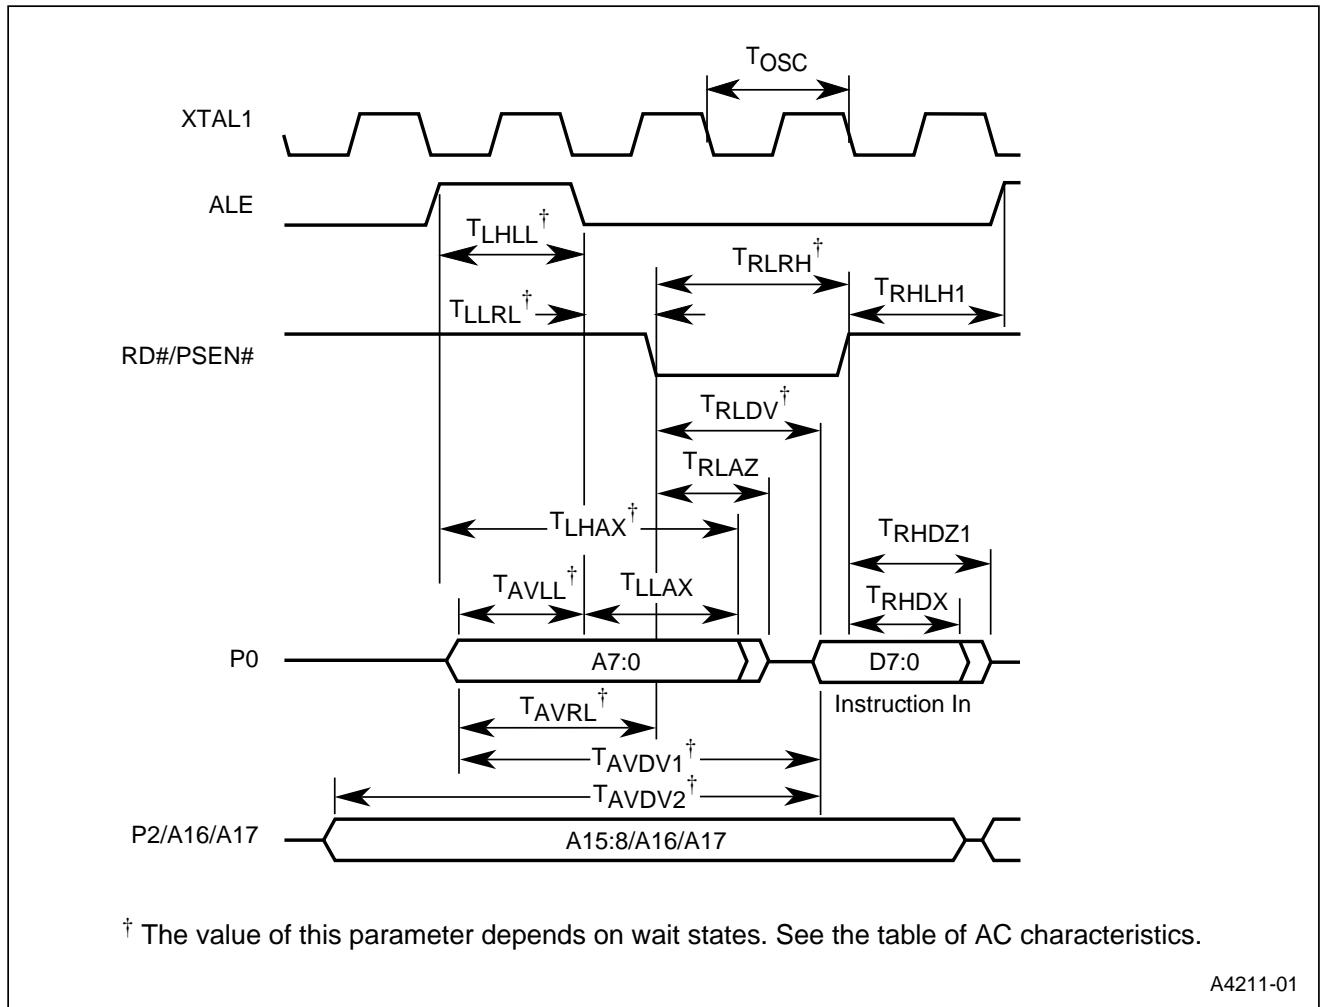 TOSC
XTAL1
ALE
TLHLL†
TRLRH†
TRHLH1
TLLRL†
RD#/PSEN#
TRLDV†
TRLAZ
TLHAX†
TRHDZ1
TAVLL†
TLLAX
TRHDX
P0
A7:0
D7:0
Instruction In
TAVRL†
TAVDV1†
TAVDV2†
P2/A16/A17
A15:8/A16/A17
† The value of this parameter depends on wait states. See the table of AC characteristics.
A4211-01